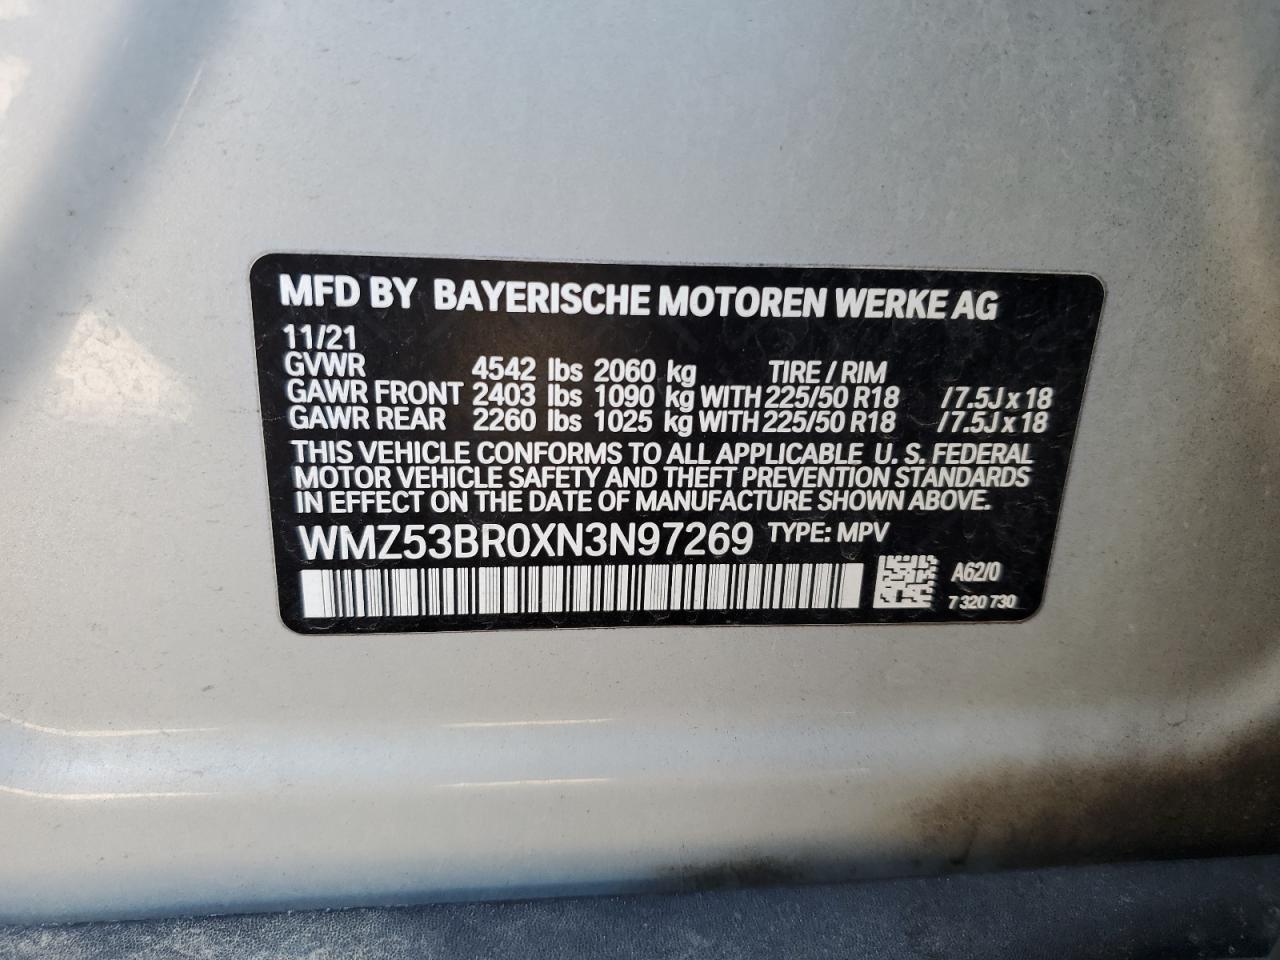 MFD BY BAYERISCHE MOTOREN WERKE AG
11/21
GVWR 4542 lbs 2060 kg TIRE / RIM
GAWR FRONT 2403 lbs 1090 kg WITH 225/50 R18 /7.5J x 18
GAWR REAR 2260 lbs 1025 kg WITH 225/50 R18 /7.5J x 18
THIS VEHICLE CONFORMS TO ALL APPLICABLE U. S. FEDERAL
MOTOR VEHICLE SAFETY AND THEFT PREVENTION STANDARDS
IN EFFECT ON THE DATE OF MANUFACTURE SHOWN ABOVE.
WMZ53BR0XN3N97269 TYPE: MPV
A62/0
7 320 730